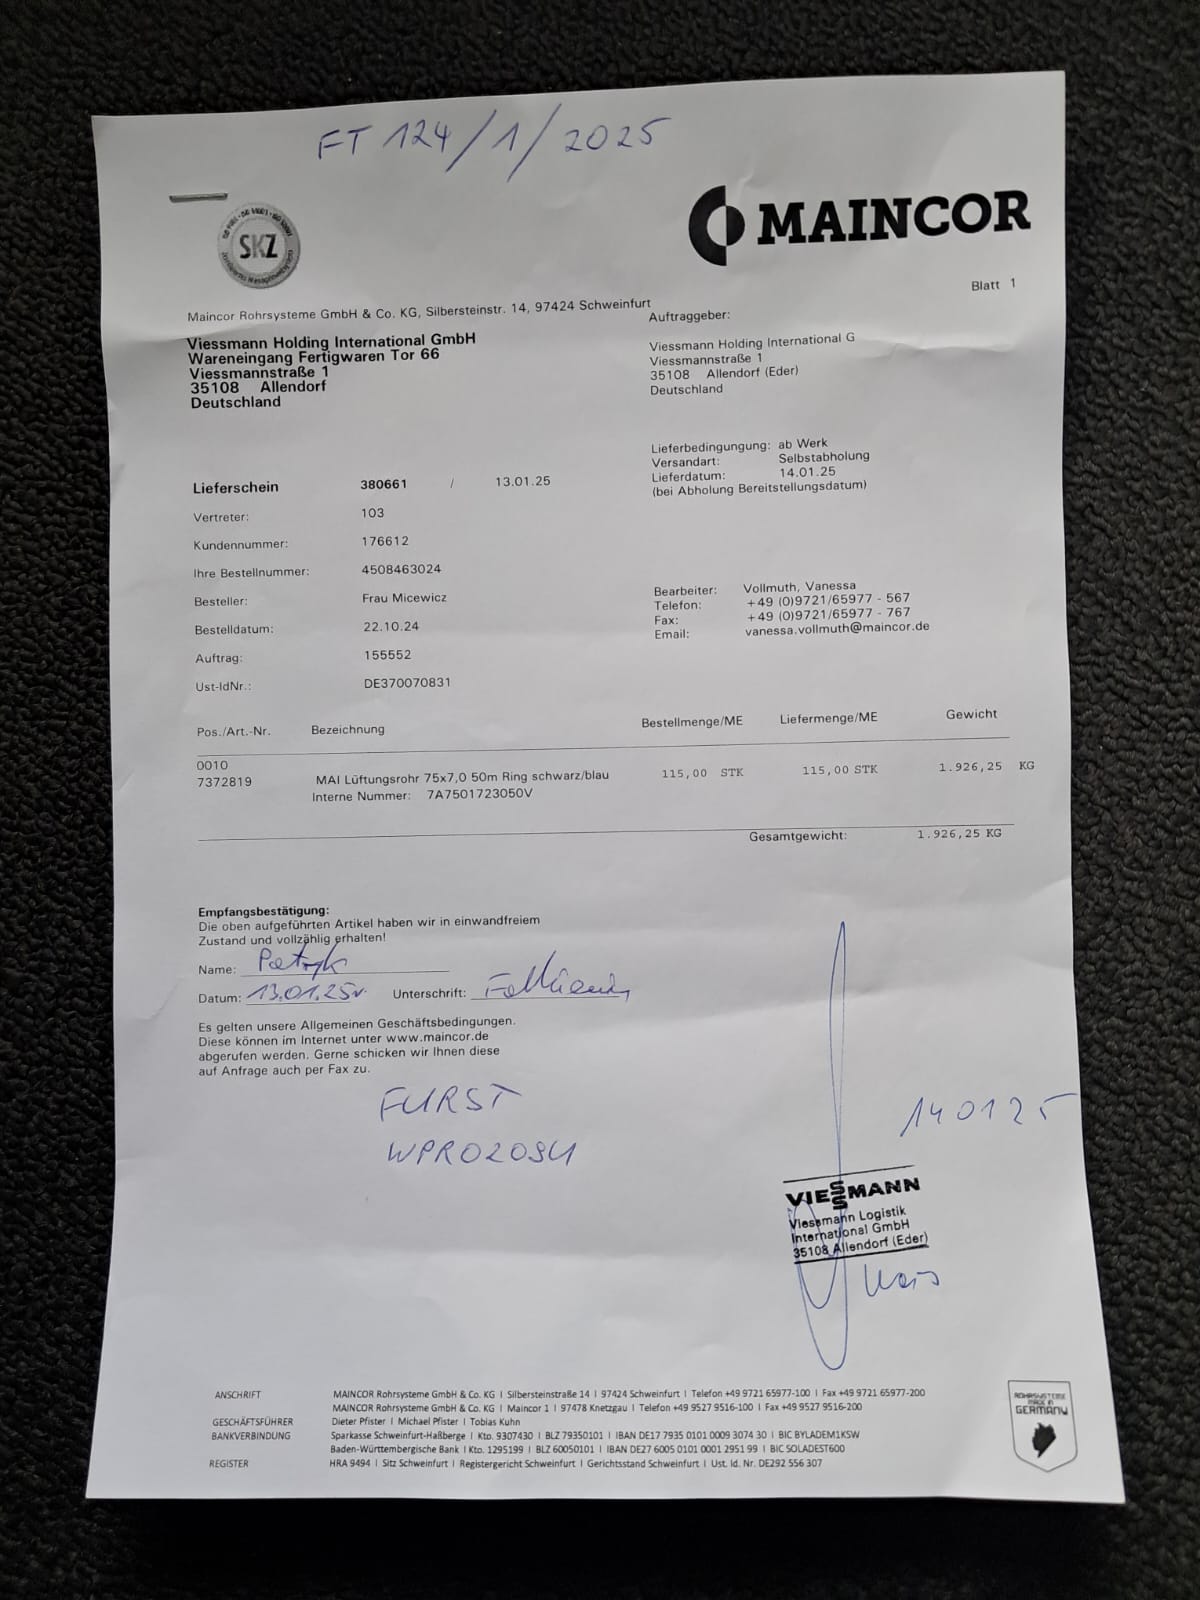 FT 124/1/2025
SKZ
MAINCOR
Blatt 1
Maincor Rohrsysteme GmbH & Co. KG, Silbersteinstr. 14, 97424 Schweinfurt
Viessmann Holding International GmbH
Wareneingang Fertigwaren Tor 66
Viessmannstraße 1
35108 Allendorf
Deutschland
Auftraggeber:
Viessmann Holding International G
Viessmannstraße 1
35108 Allendorf (Eder)
Deutschland
Lieferbedingungung: ab Werk
Versandart: Selbstabholung
Lieferdatum: 14.01.25
(bei Abholung Bereitstellungsdatum)
Lieferschein 380661 / 13.01.25
Vertreter: 103
Kundennummer: 176612
Ihre Bestellnummer: 4508463024
Besteller: Frau Micewicz
Bestelldatum: 22.10.24
Auftrag: 155552
Ust-IdNr.: DE370070831
Bearbeiter: Vollmuth, Vanessa
Telefon: +49 (0)9721/65977 - 567
Fax: +49 (0)9721/65977 - 767
Email: vanessa.vollmuth@maincor.de
Pos./Art.-Nr. Bezeichnung Bestellmenge/ME Liefermenge/ME Gewicht
0010
7372819 MAI Lüftungsrohr 75x7,0 50m Ring schwarz/blau 115,00 STK 115,00 STK 1.926,25 KG
Interne Nummer: 7A7501723050V
Gesamtgewicht: 1.926,25 KG
Empfangsbestätigung:
Die oben aufgeführten Artikel haben wir in einwandfreiem
Zustand und vollzählig erhalten!
Name: Patryk
Datum: 13.01.25r. Unterschrift:
Es gelten unsere Allgemeinen Geschäftsbedingungen.
Diese können im Internet unter www.maincor.de
abgerufen werden. Gerne schicken wir Ihnen diese
auf Anfrage auch per Fax zu.
FURST
WPR0209U
140125
VIESSMANN
Viessmann Logistik
International GmbH
35108 Allendorf (Eder)
ANSCHRIFT MAINCOR Rohrsysteme GmbH & Co. KG | Silbersteinstraße 14 | 97424 Schweinfurt | Telefon +49 9721 65977-100 | Fax +49 9721 65977-200
MAINCOR Rohrsysteme GmbH & Co. KG | Maincor 1 | 97478 Knetzgau | Telefon +49 9527 9516-100 | Fax +49 9527 9516-200
GESCHÄFTSFÜHRER Dieter Pfister | Michael Pfister | Tobias Kuhn
BANKVERBINDUNG Sparkasse Schweinfurt-Haßberge | Kto. 9307430 | BLZ 79350101 | IBAN DE17 7935 0101 0009 3074 30 | BIC BYLADEM1KSW
Baden-Württembergische Bank | Kto. 1295199 | BLZ 60050101 | IBAN DE27 6005 0101 0001 2951 99 | BIC SOLADEST600
REGISTER HRA 9494 | Sitz Schweinfurt | Registergericht Schweinfurt | Gerichtsstand Schweinfurt | Ust. Id. Nr. DE292 556 307
ROHRSYSTEME
MADE IN
GERMANY